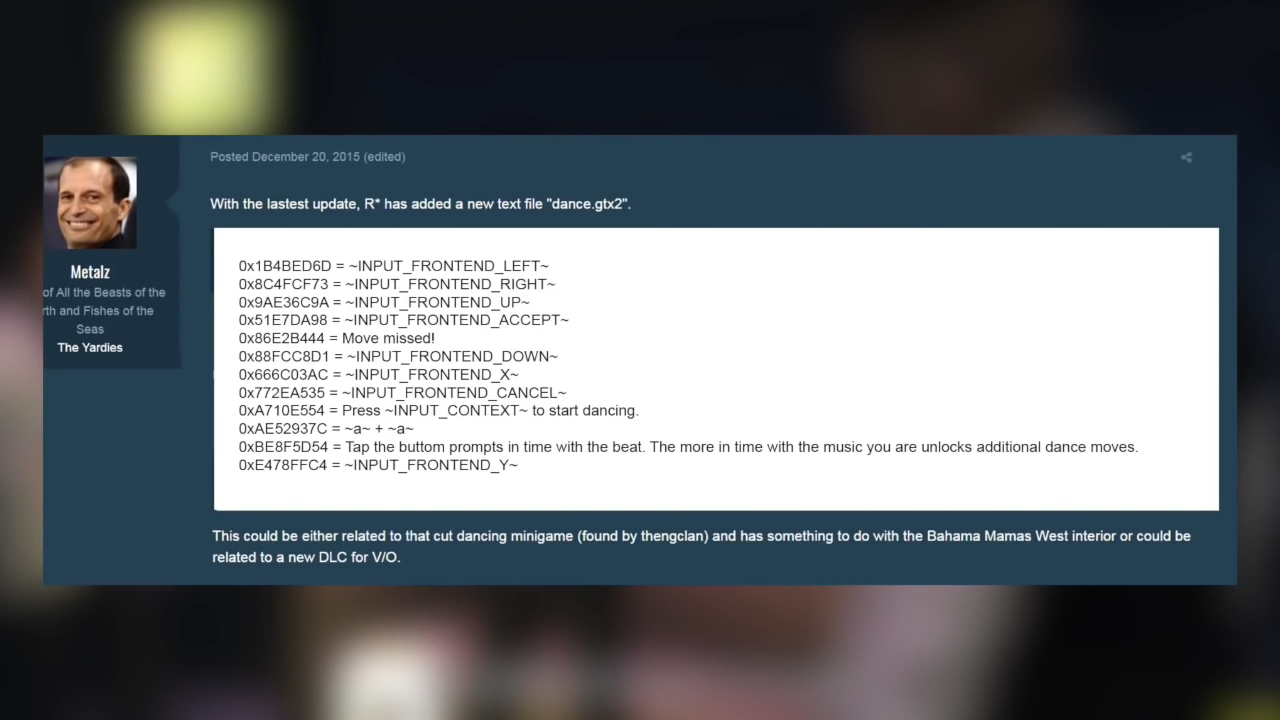 Posted December 20, 2015 (edited)
With the lastest update, R* has added a new text file "dance.gtx2".
Metalz
of All the Beasts of the
rth and Fishes of the
Seas
The Yardies
0x1B4BED6D = ~INPUT_FRONTEND_LEFT~
0x8C4FCF73 = ~INPUT_FRONTEND_RIGHT~
0x9AE36C9A = ~INPUT_FRONTEND_UP~
0x51E7DA98 = ~INPUT_FRONTEND_ACCEPT~
0x86E2B444 = Move missed!
0x88FCC8D1 = ~INPUT_FRONTEND_DOWN~
0x666C03AC = ~INPUT_FRONTEND_X~
0x772EA535 = ~INPUT_FRONTEND_CANCEL~
0xA710E554 = Press ~INPUT_CONTEXT~ to start dancing.
0xAE52937C = ~a~ + ~a~
0xBE8F5D54 = Tap the buttom prompts in time with the beat. The more in time with the music you are unlocks additional dance moves.
0xE478FFC4 = ~INPUT_FRONTEND_Y~
This could be either related to that cut dancing minigame (found by thengclan) and has something to do with the Bahama Mamas West interior or could be
related to a new DLC for V/O.